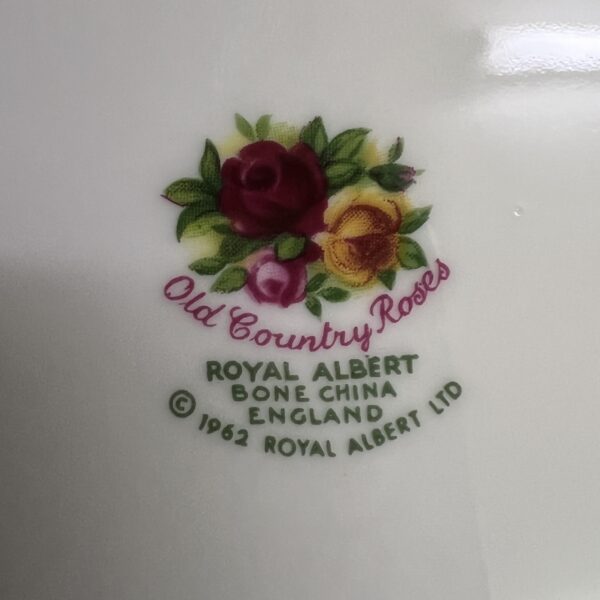 Old Country Roses
ROYAL ALBERT
BONE CHINA
ENGLAND
© 1962 ROYAL ALBERT LTD